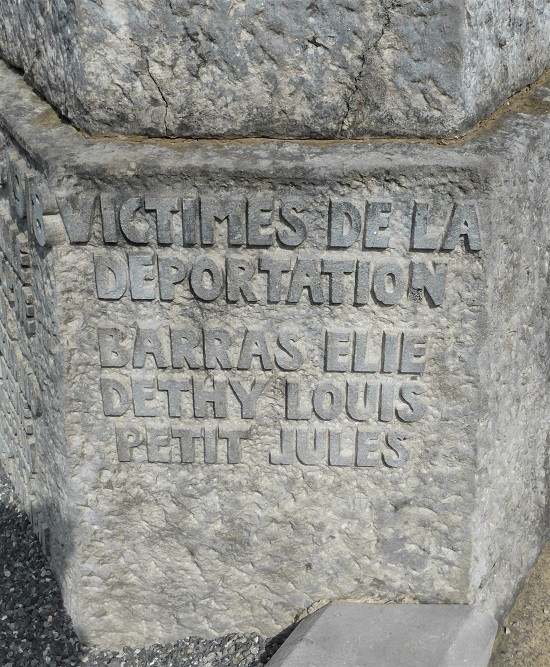 VICTIMES DE LA
DEPORTATION
BARRAS ELIE
DETHY LOUIS
PETIT JULES